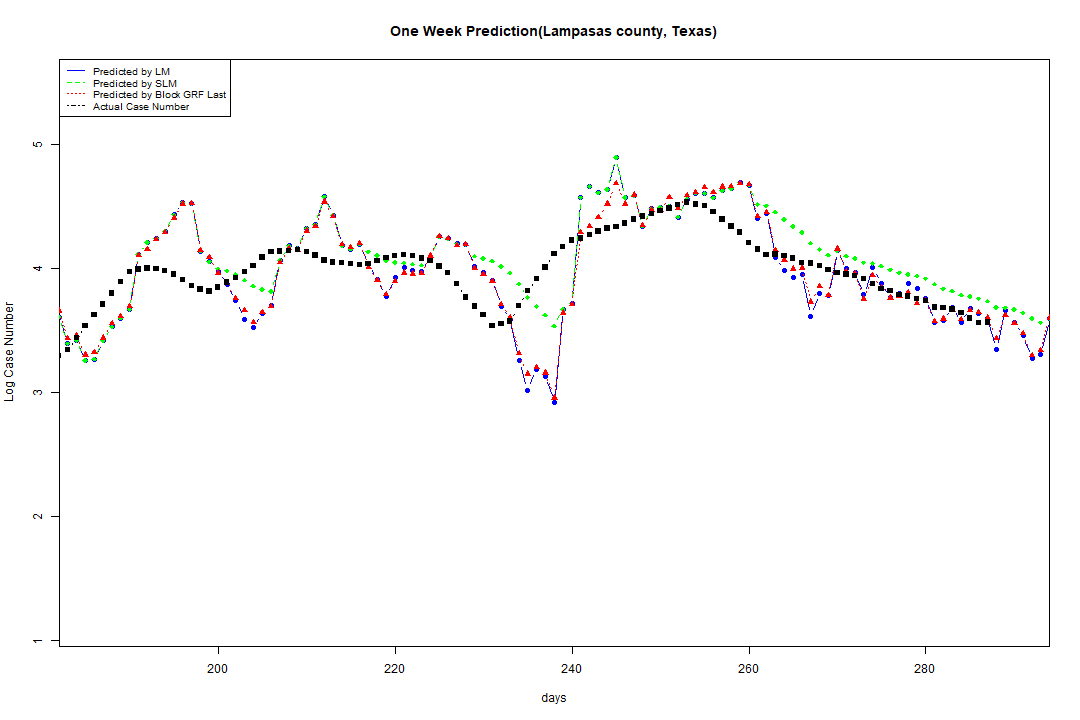 One Week Prediction(Lampasas county, Texas)
Predicted by LM
Predicted by SLM
Predicted by Block GRF Last
Actual Case Number
5
4
3
2
1
Log Case Number
200 220 240 260 280
days